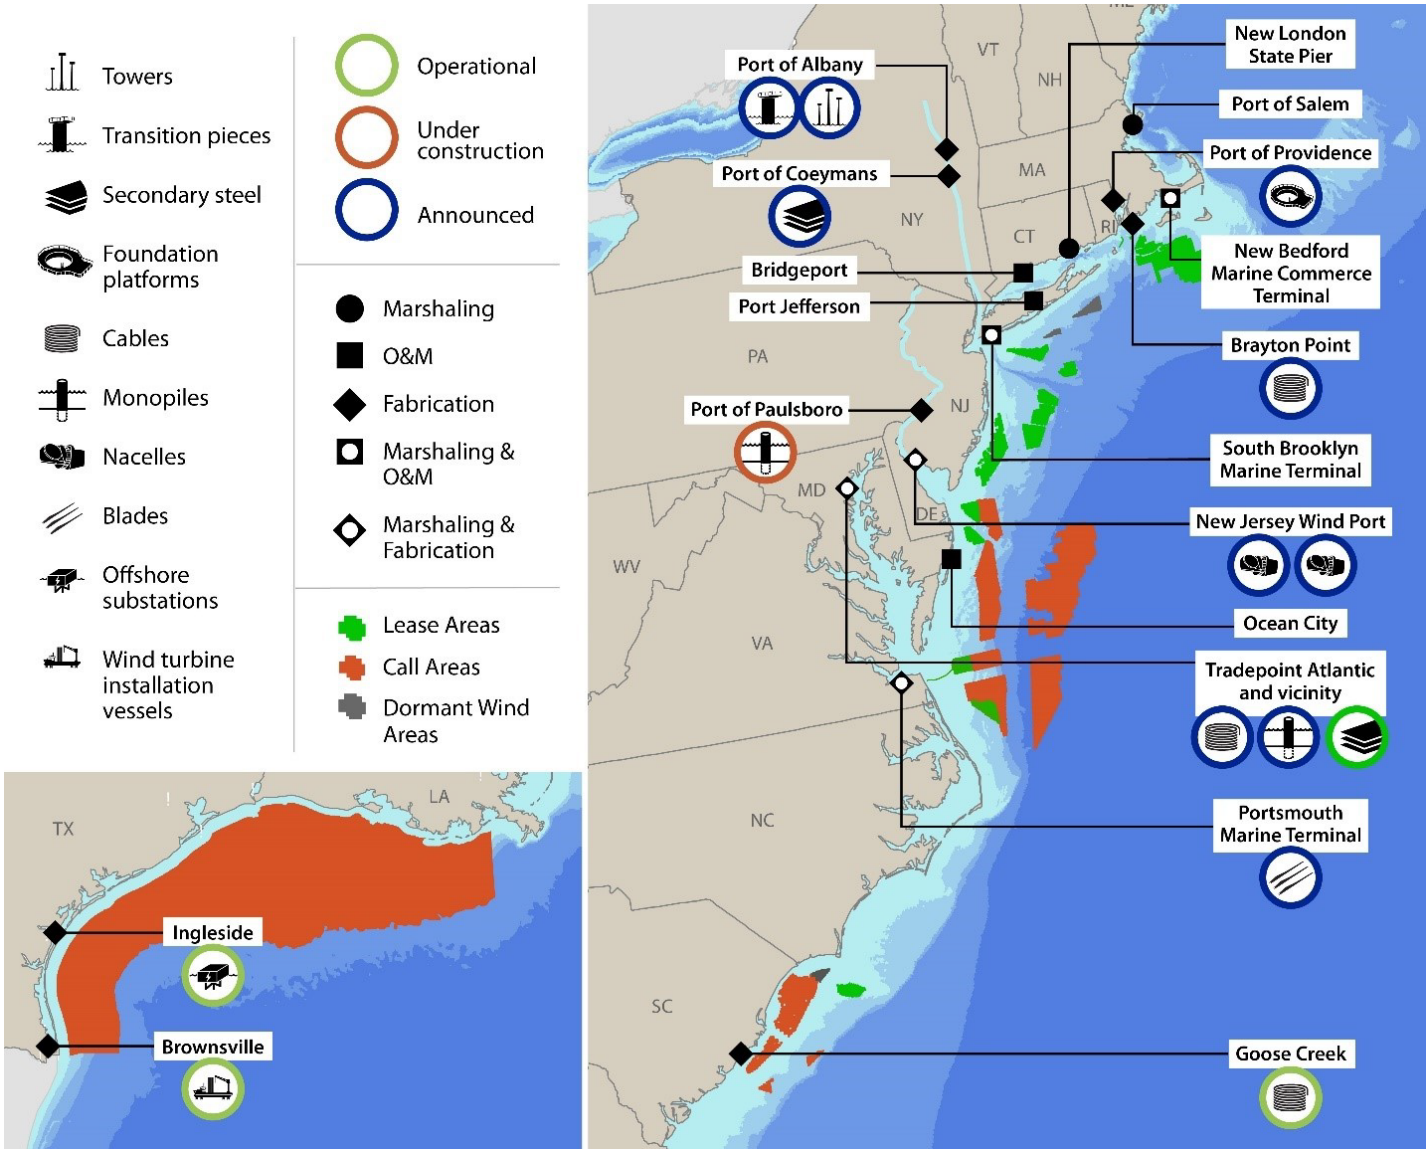 Towers
Transition pieces
Secondary steel
Foundation
platforms
Cables
Monopiles
Nacelles
Blades
Offshore
substations
Wind turbine
installation
vessels
Operational
Under
construction
Announced
Marshaling
O&M
Fabrication
Marshaling &
O&M
Marshaling &
Fabrication
Lease Areas
Call Areas
Dormant Wind
Areas
TX
LA
Ingleside
Brownsville
ME
VT
NH
MA
NY
CT
RI
PA
NJ
MD
DE
WV
VA
NC
SC
Port of Albany
Port of Coeymans
Bridgeport
Port Jefferson
Port of Paulsboro
New London
State Pier
Port of Salem
Port of Providence
New Bedford
Marine Commerce
Terminal
Brayton Point
South Brooklyn
Marine Terminal
New Jersey Wind Port
Ocean City
Tradepoint Atlantic
and vicinity
Portsmouth
Marine Terminal
Goose Creek